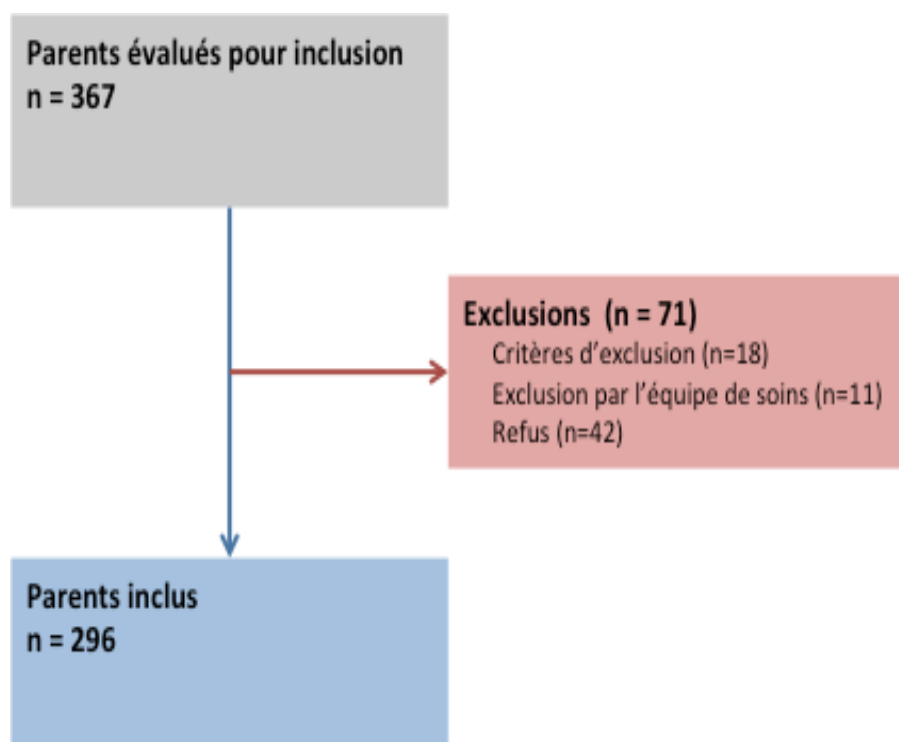 Parents évalués pour inclusion
n = 367
Exclusions (n = 71)
Critères d’exclusion (n=18)
Exclusion par l’équipe de soins (n=11)
Refus (n=42)
Parents inclus
n = 296